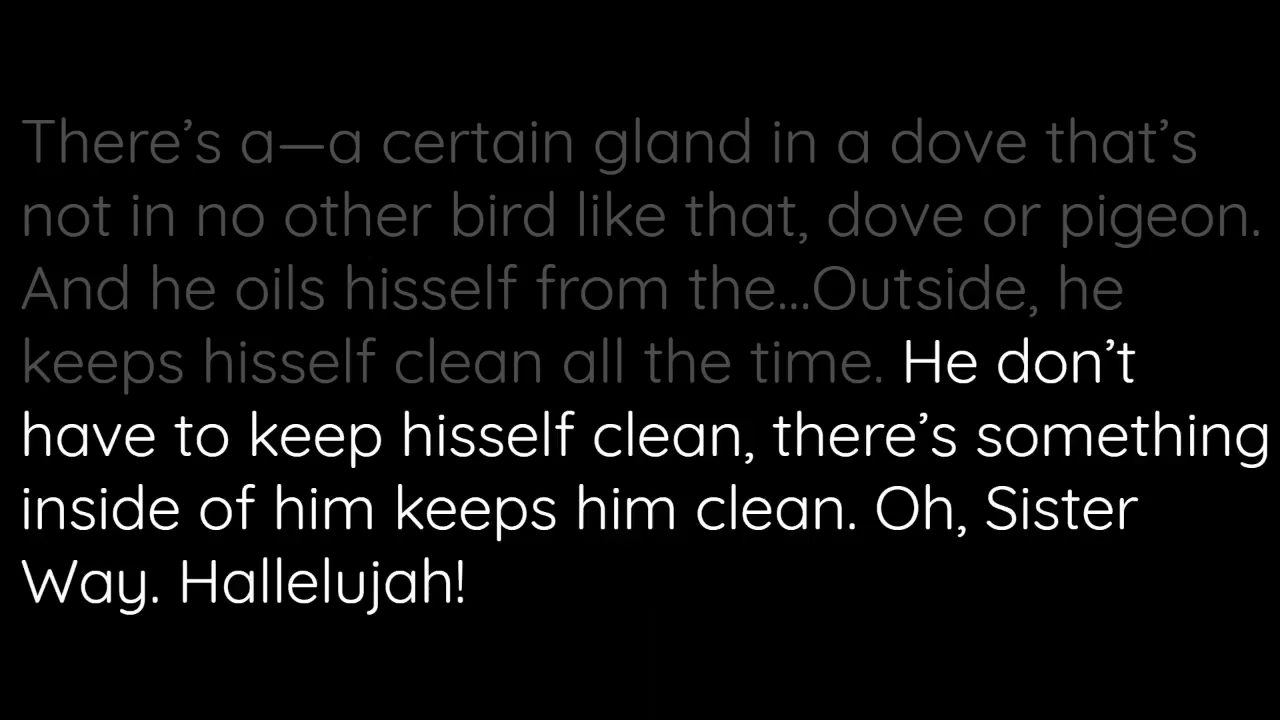 There’s a—a certain gland in a dove that’s
not in no other bird like that, dove or pigeon.
And he oils hisself from the...Outside, he
keeps hisself clean all the time. He don’t
have to keep hisself clean, there’s something
inside of him keeps him clean. Oh, Sister
Way. Hallelujah!